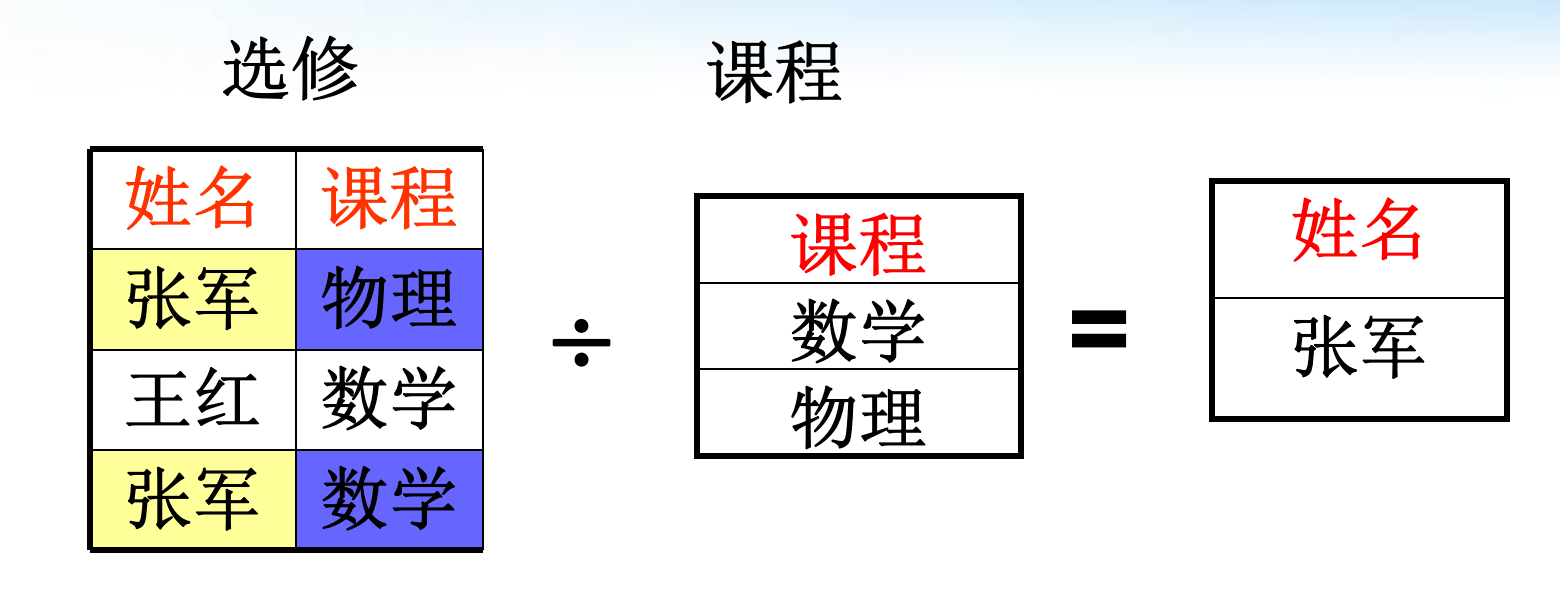 选修 课程
姓名 课程
张军 物理
王红 数学
张军 数学
÷
课程
数学
物理
=
姓名
张军